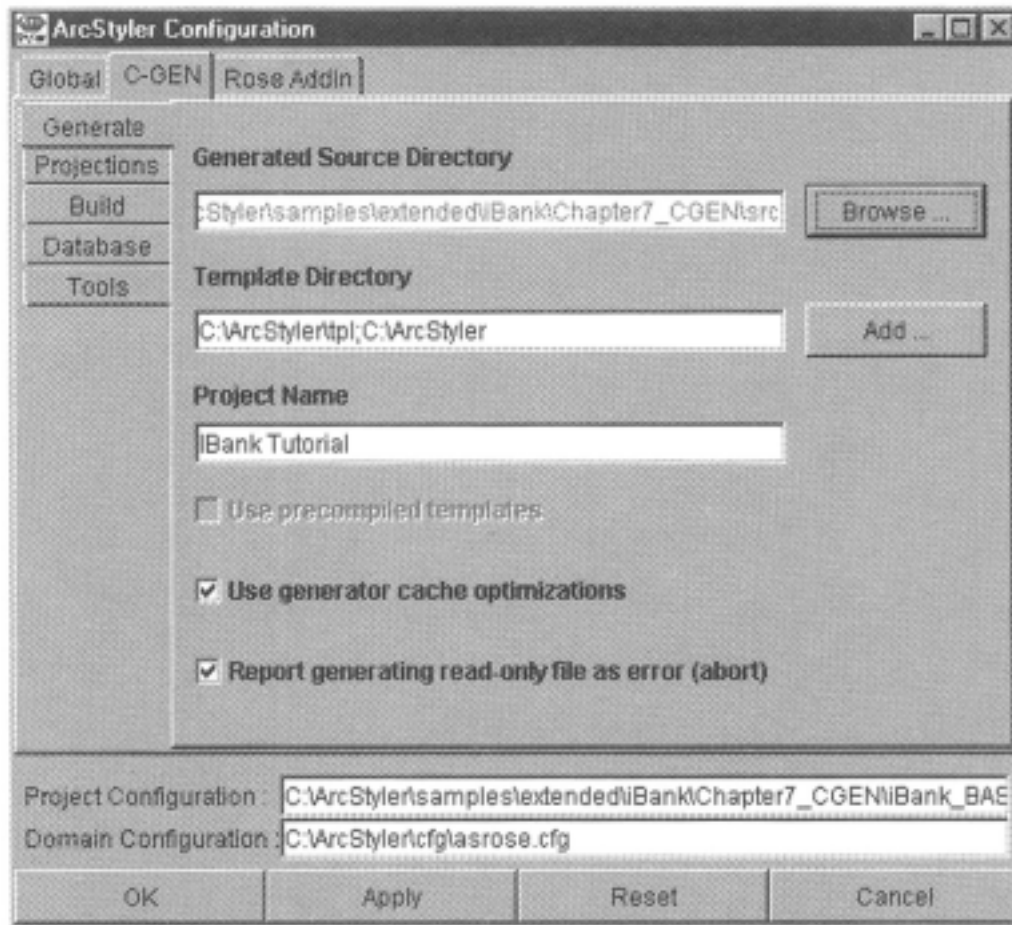 ArcStyler Configuration
Global C-GEN Rose AddIn
Generate
Projections
Build
Database
Tools
Generated Source Directory
cStyler\samples\extended\iBank\Chapter7_CGEN\src
Browse ...
Template Directory
C:\ArcStyler\tpl;C:\ArcStyler
Add ...
Project Name
IBank Tutorial
Use precompiled templates
Use generator cache optimizations
Report generating read-only file as error (abort)
Project Configuration : C:\ArcStyler\samples\extended\iBank\Chapter7_CGEN\iBank_BAS
Domain Configuration : C:\ArcStyler\cfg\asrose.cfg
OK Apply Reset Cancel